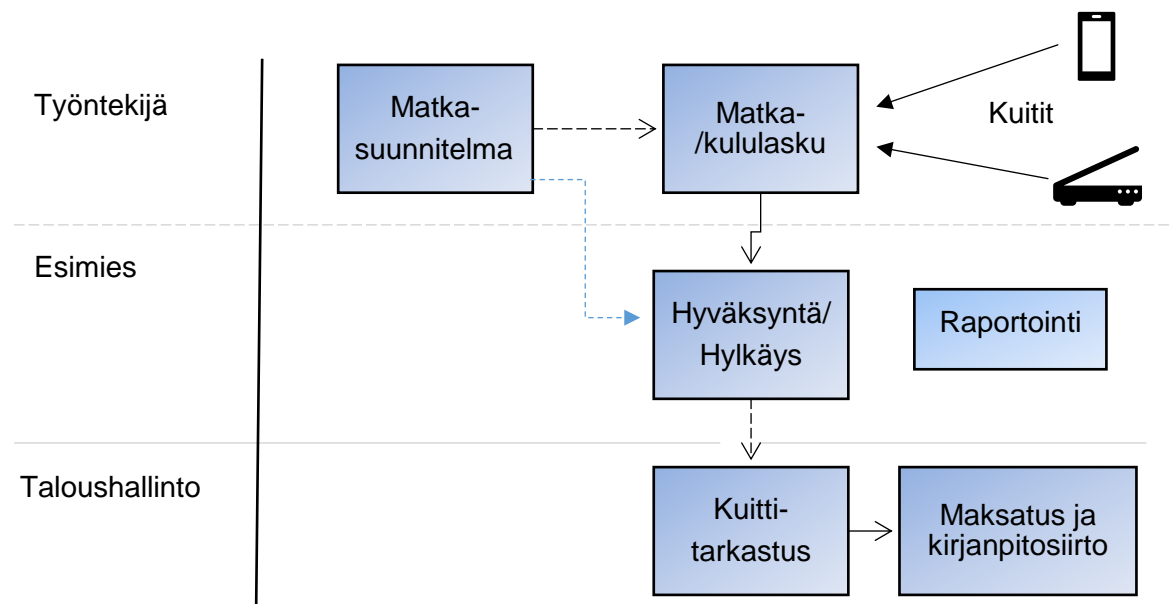 Työntekijä
Matka-
suunnitelma
Matka-
/kululasku
Kuitit
Esimies
Hyväksyntä/
Hylkäys
Raportointi
Taloushallinto
Kuitti-
tarkastus
Maksatus ja
kirjanpitosiirto